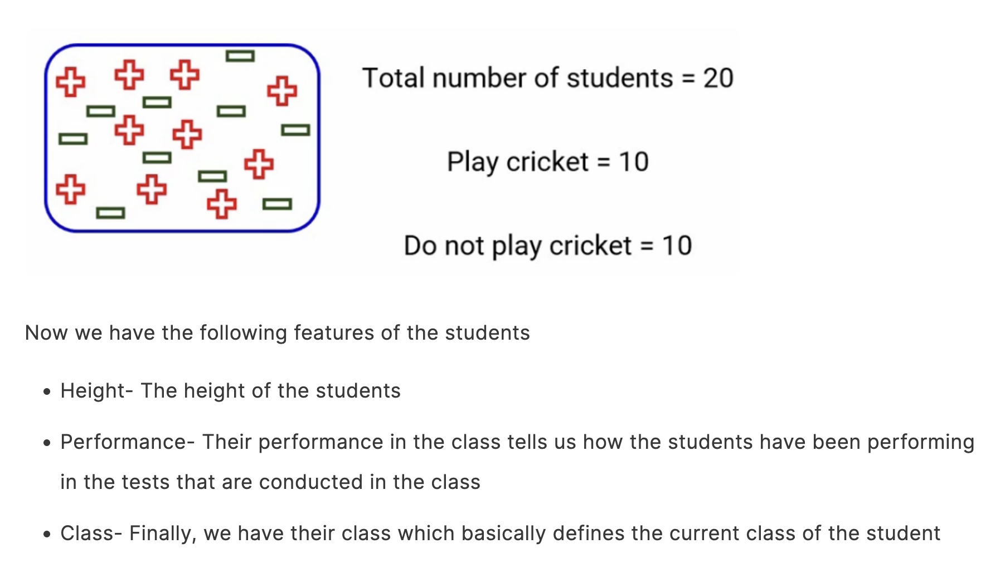 Total number of students = 20
Play cricket = 10
Do not play cricket = 10
Now we have the following features of the students
• Height- The height of the students
• Performance- Their performance in the class tells us how the students have been performing
in the tests that are conducted in the class
• Class- Finally, we have their class which basically defines the current class of the student